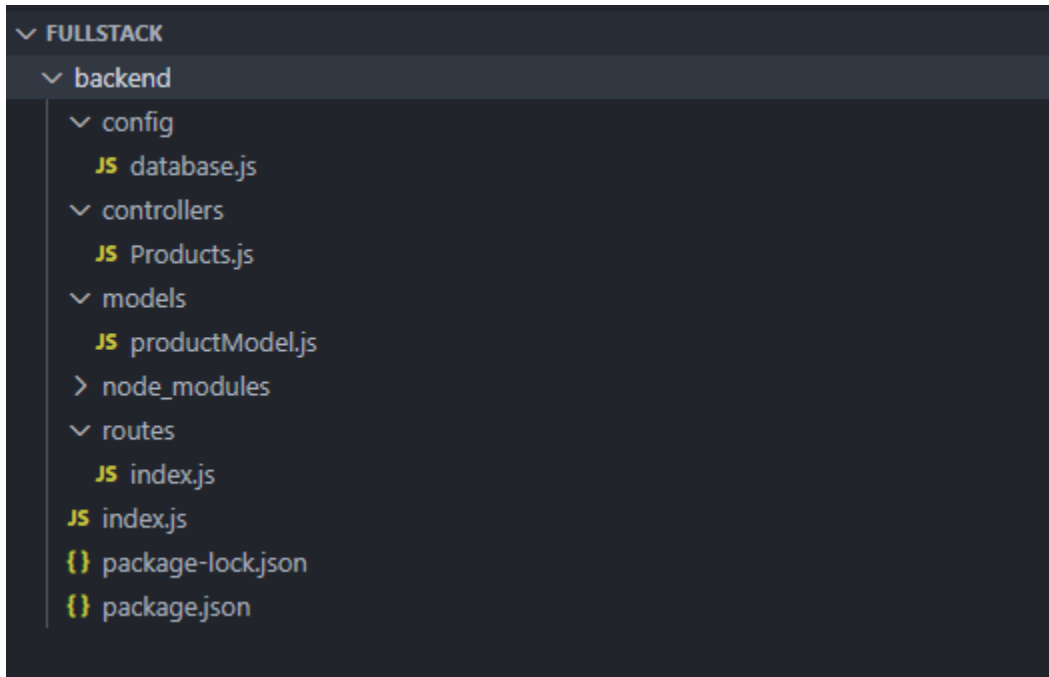 FULLSTACK
backend
config
JS database.js
controllers
JS Products.js
models
JS productModel.js
node_modules
routes
JS index.js
JS index.js
{} package-lock.json
{} package.json